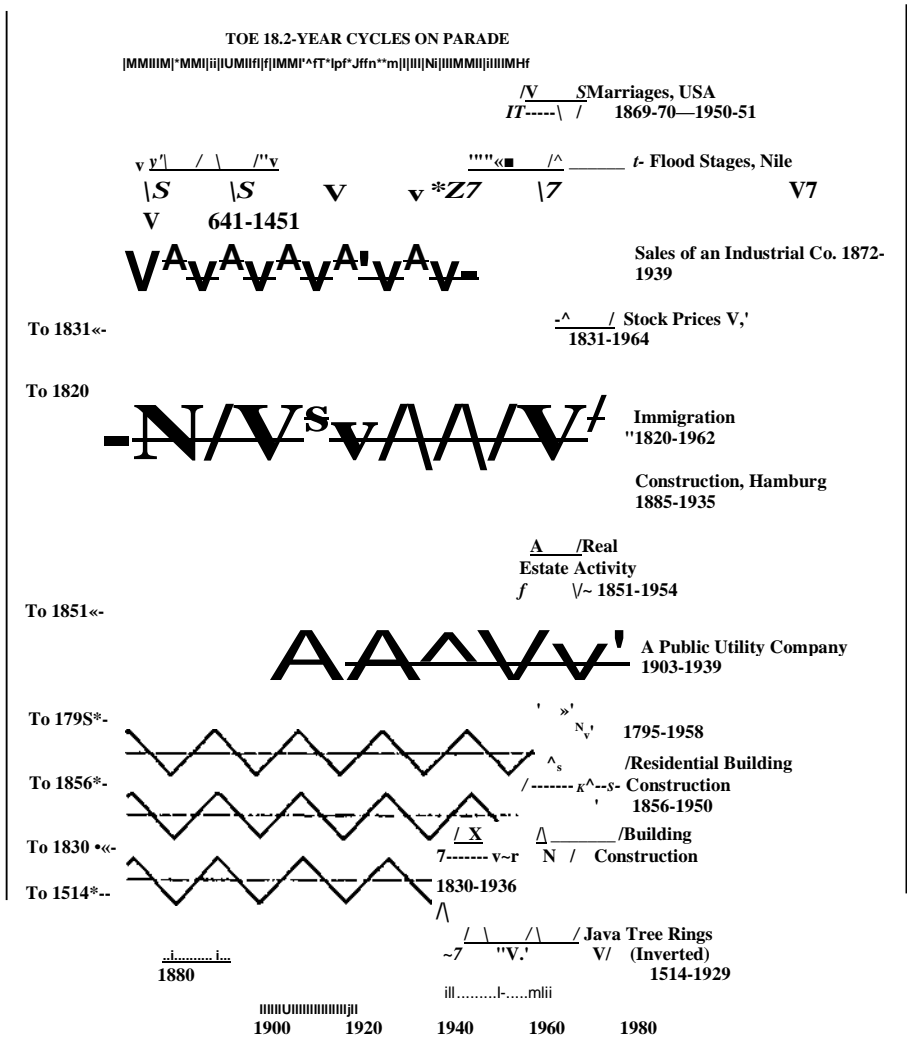 TOE 18.2-YEAR CYCLES ON PARADE
Marriages, USA
1869-70—1950-51
Flood Stages, Nile
641-1451
Sales of an Industrial Co. 1872-
1939
To 1831«-
Stock Prices V,'
1831-1964
To 1820
Immigration
"1820-1962
Construction, Hamburg
1885-1935
A /Real
Estate Activity
1851-1954
To 1851«-
A Public Utility Company
1903-1939
To 179S*-
1795-1958
/Residential Building
To 1856*-
Construction
1856-1950
To 1830 •«-
/Building
Construction
1830-1936
To 1514*--
/ Java Tree Rings
(Inverted)
1514-1929
1880
1900 1920 1940 1960 1980